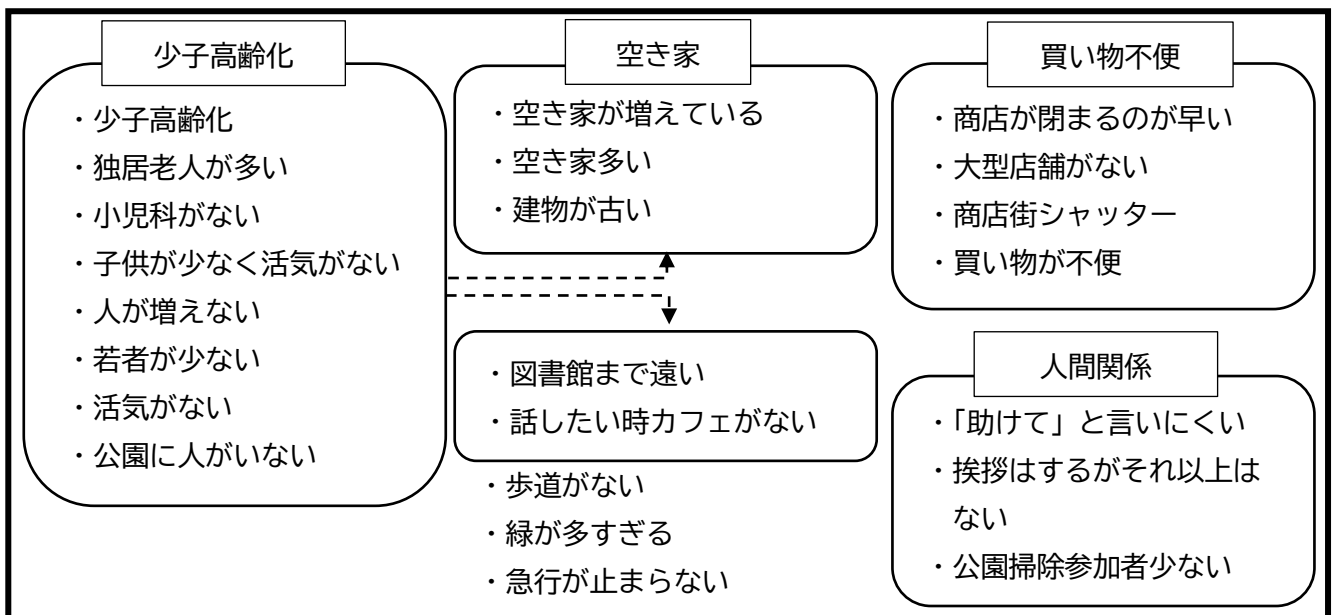 少子高齢化
・少子高齢化
・独居老人が多い
・小児科がない
・子供が少なく活気がない
・人が増えない
・若者が少ない
・活気がない
・公園に人がいない
空き家
・空き家が増えている
・空き家多い
・建物が古い
・図書館まで遠い
・話したい時カフェがない
・歩道がない
・緑が多すぎる
・急行が止まらない
買い物不便
・商店が閉まるのが早い
・大型店舗がない
・商店街シャッター
・買い物が不便
人間関係
・「助けて」と言いにくい
・挨拶はするがそれ以上は
ない
・公園掃除参加者少ない